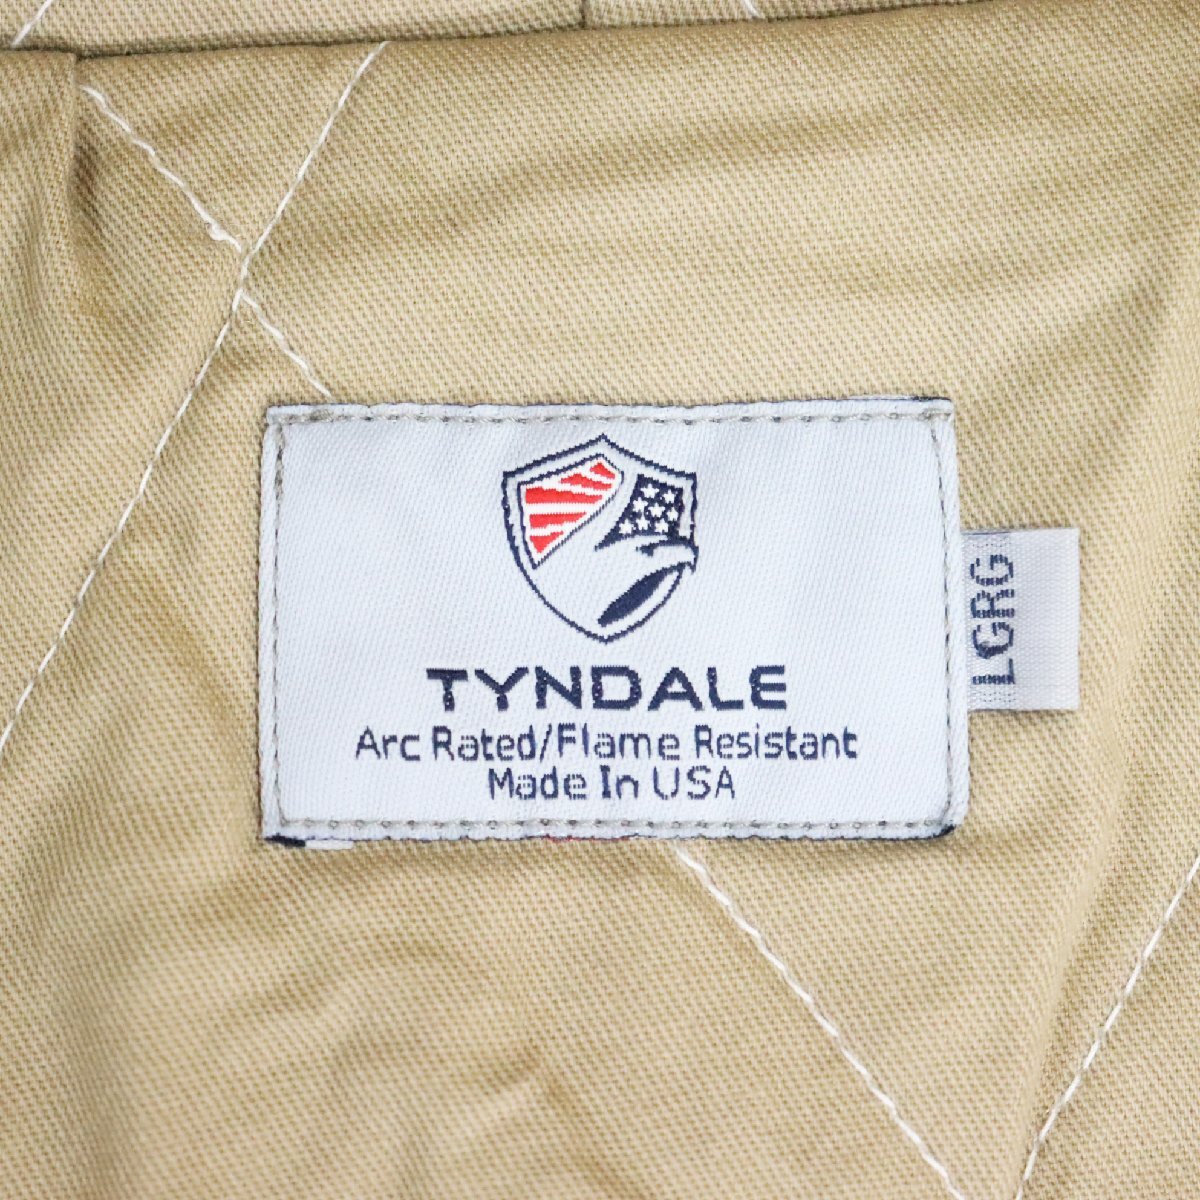 TYNDALE
Arc Rated/Flame Resistant
Made In USA
LGRG